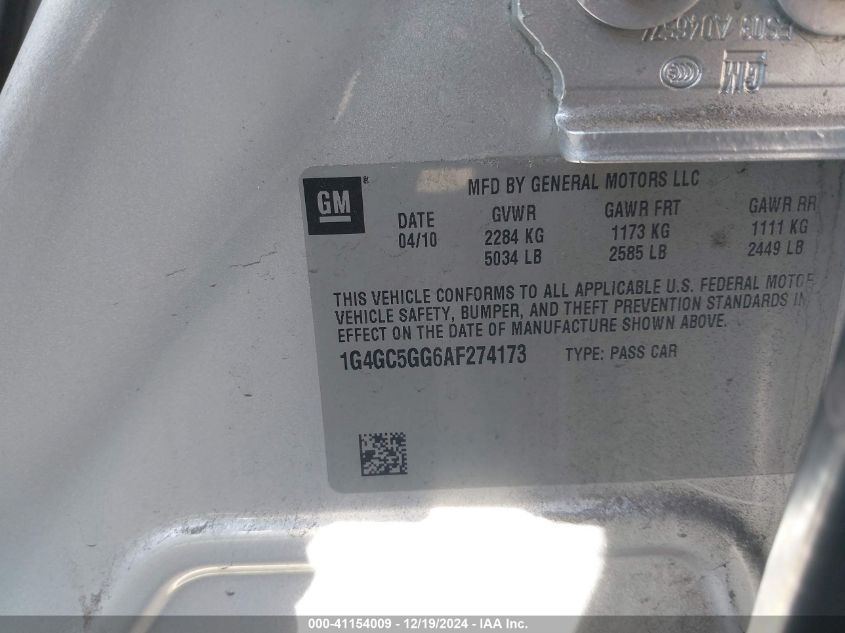 GM
MFD BY GENERAL MOTORS LLC
DATE GVWR GAWR FRT GAWR RR
04/10 2284 KG 1173 KG 1111 KG
5034 LB 2585 LB 2449 LB
THIS VEHICLE CONFORMS TO ALL APPLICABLE U.S. FEDERAL MOTOR
VEHICLE SAFETY, BUMPER, AND THEFT PREVENTION STANDARDS IN
EFFECT ON THE DATE OF MANUFACTURE SHOWN ABOVE.
1G4GC5GG6AF274173 TYPE: PASS CAR
GM
000-41154009 - 12/19/2024 - IAA Inc.